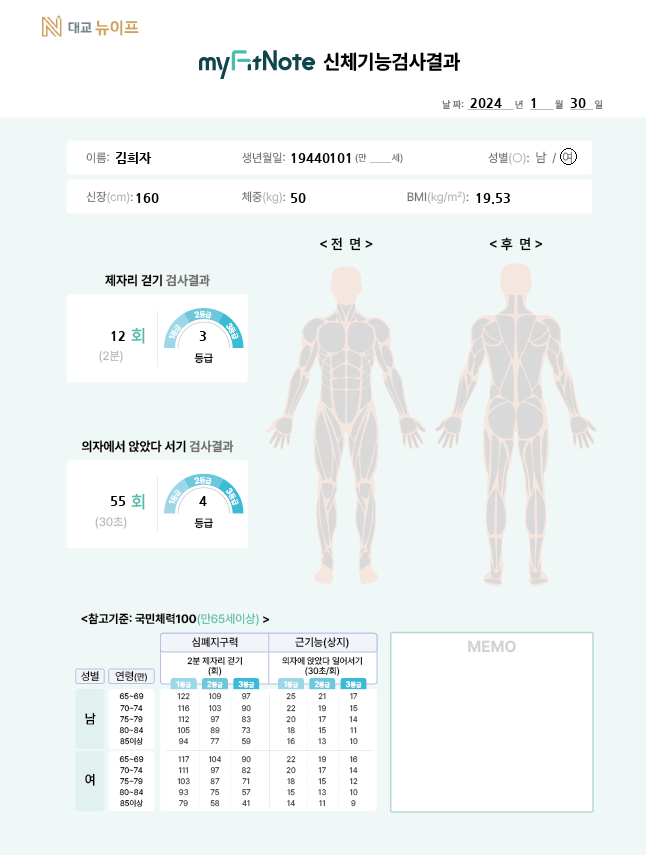 대교 뉴이프
myFitNote 신체기능검사결과
날 짜: 2024 년 1 월 30 일
이름: 김희자 생년월일: 19440101 (만 ____세) 성별(○): 남 / 여
신장(cm): 160 체중(kg): 50 BMI(kg/m²): 19.53
< 전 면 > < 후 면 >
제자리 걷기 검사결과
1등급 2등급 3등급
12 회 3
(2분) 등급
의자에서 앉았다 서기 검사결과
1등급 2등급 3등급
55 회 4
(30초) 등급
<참고기준: 국민체력100(만65세이상) >
심폐지구력 근기능(상지)
성별 연령(만) 2분 제자리 걷기 (회) 의자에 앉았다 일어서기 (30초/회)
1등급 2등급 3등급 1등급 2등급 3등급
남
65~69 122 109 97 25 21 17
70~74 116 103 90 22 19 15
75~79 112 97 83 20 17 14
80~84 105 89 73 18 15 11
85이상 94 77 59 16 13 10
여
65~69 117 104 90 22 19 16
70~74 111 97 82 20 17 14
75~79 103 87 71 18 15 12
80~84 93 75 57 15 13 10
85이상 79 58 41 14 11 9
MEMO